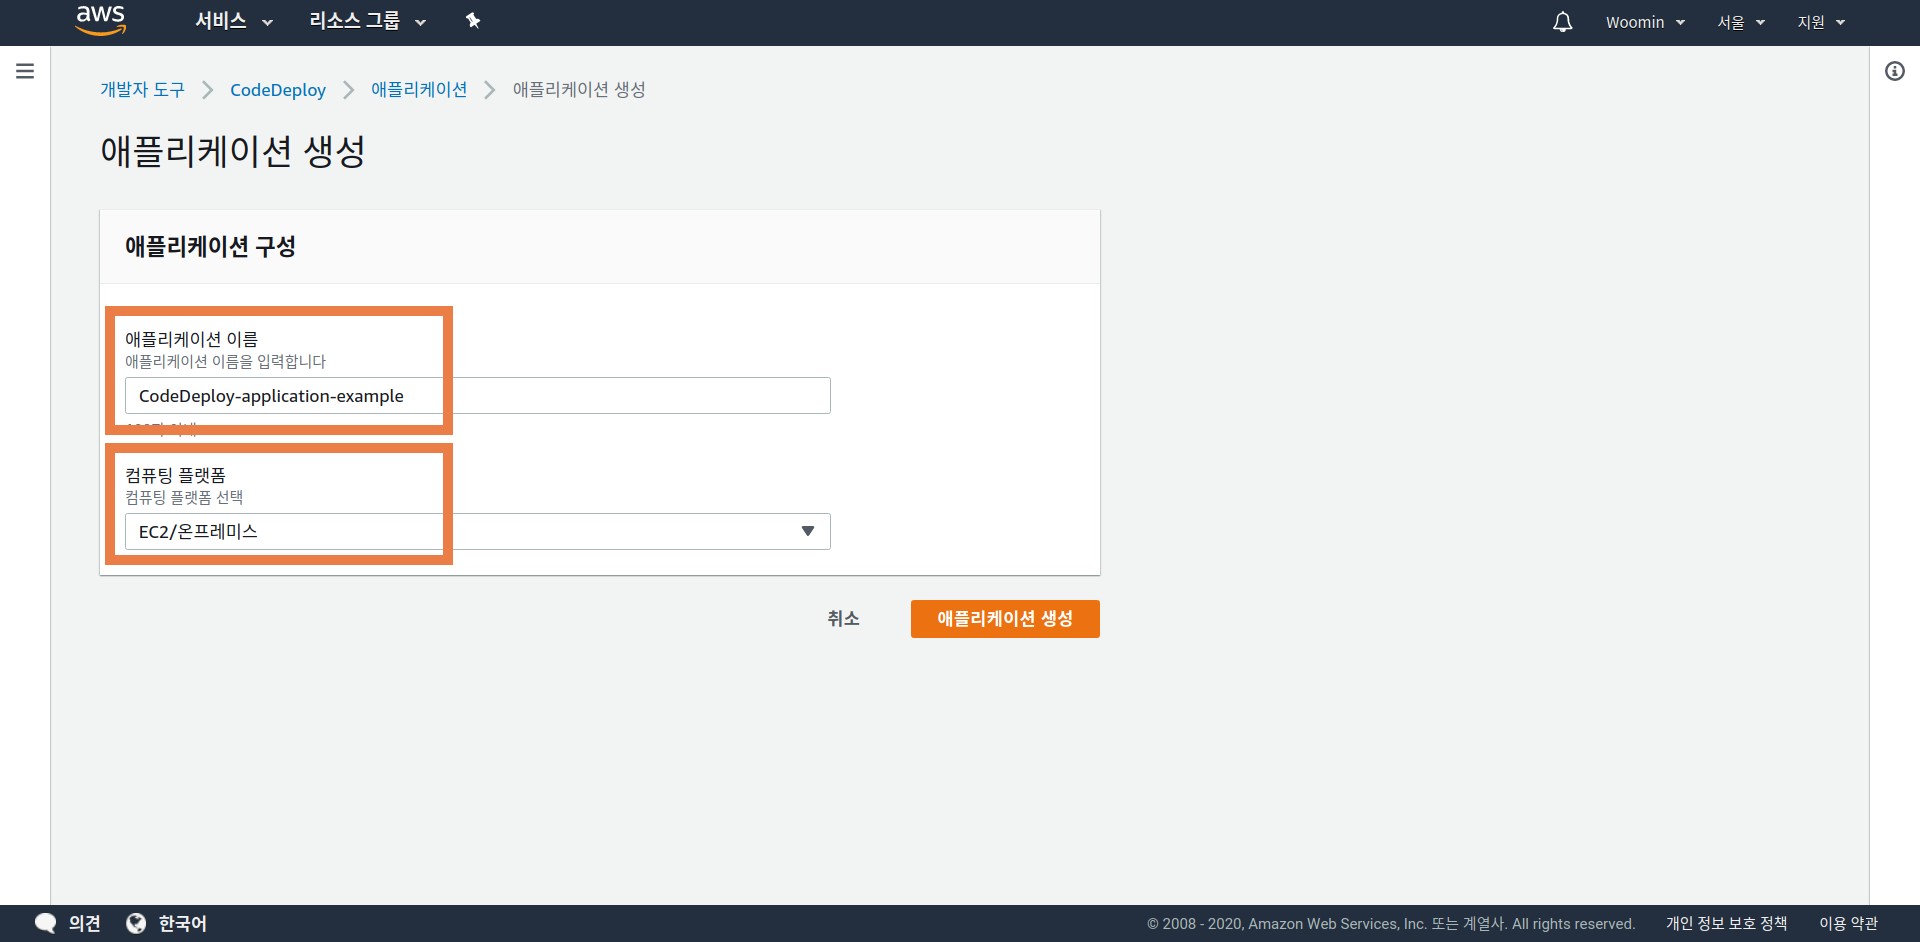 aws 서비스 리소스 그룹 Woomin 서울 지원
개발자 도구 CodeDeploy 애플리케이션 애플리케이션 생성
애플리케이션 생성
애플리케이션 구성
애플리케이션 이름
애플리케이션 이름을 입력합니다
CodeDeploy-application-example
컴퓨팅 플랫폼
컴퓨팅 플랫폼 선택
EC2/온프레미스
취소 애플리케이션 생성
의견 한국어 © 2008 - 2020, Amazon Web Services, Inc. 또는 계열사. All rights reserved. 개인 정보 보호 정책 이용 약관